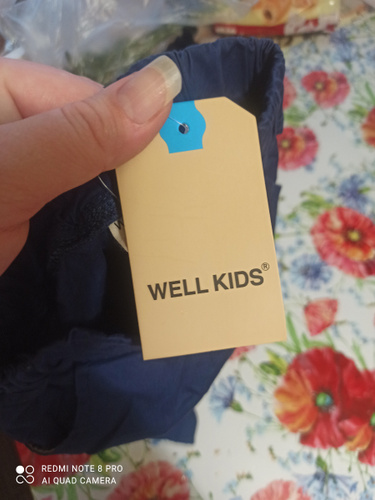 WELL KIDS®
REDMI NOTE 8 PRO
AI QUAD CAMERA